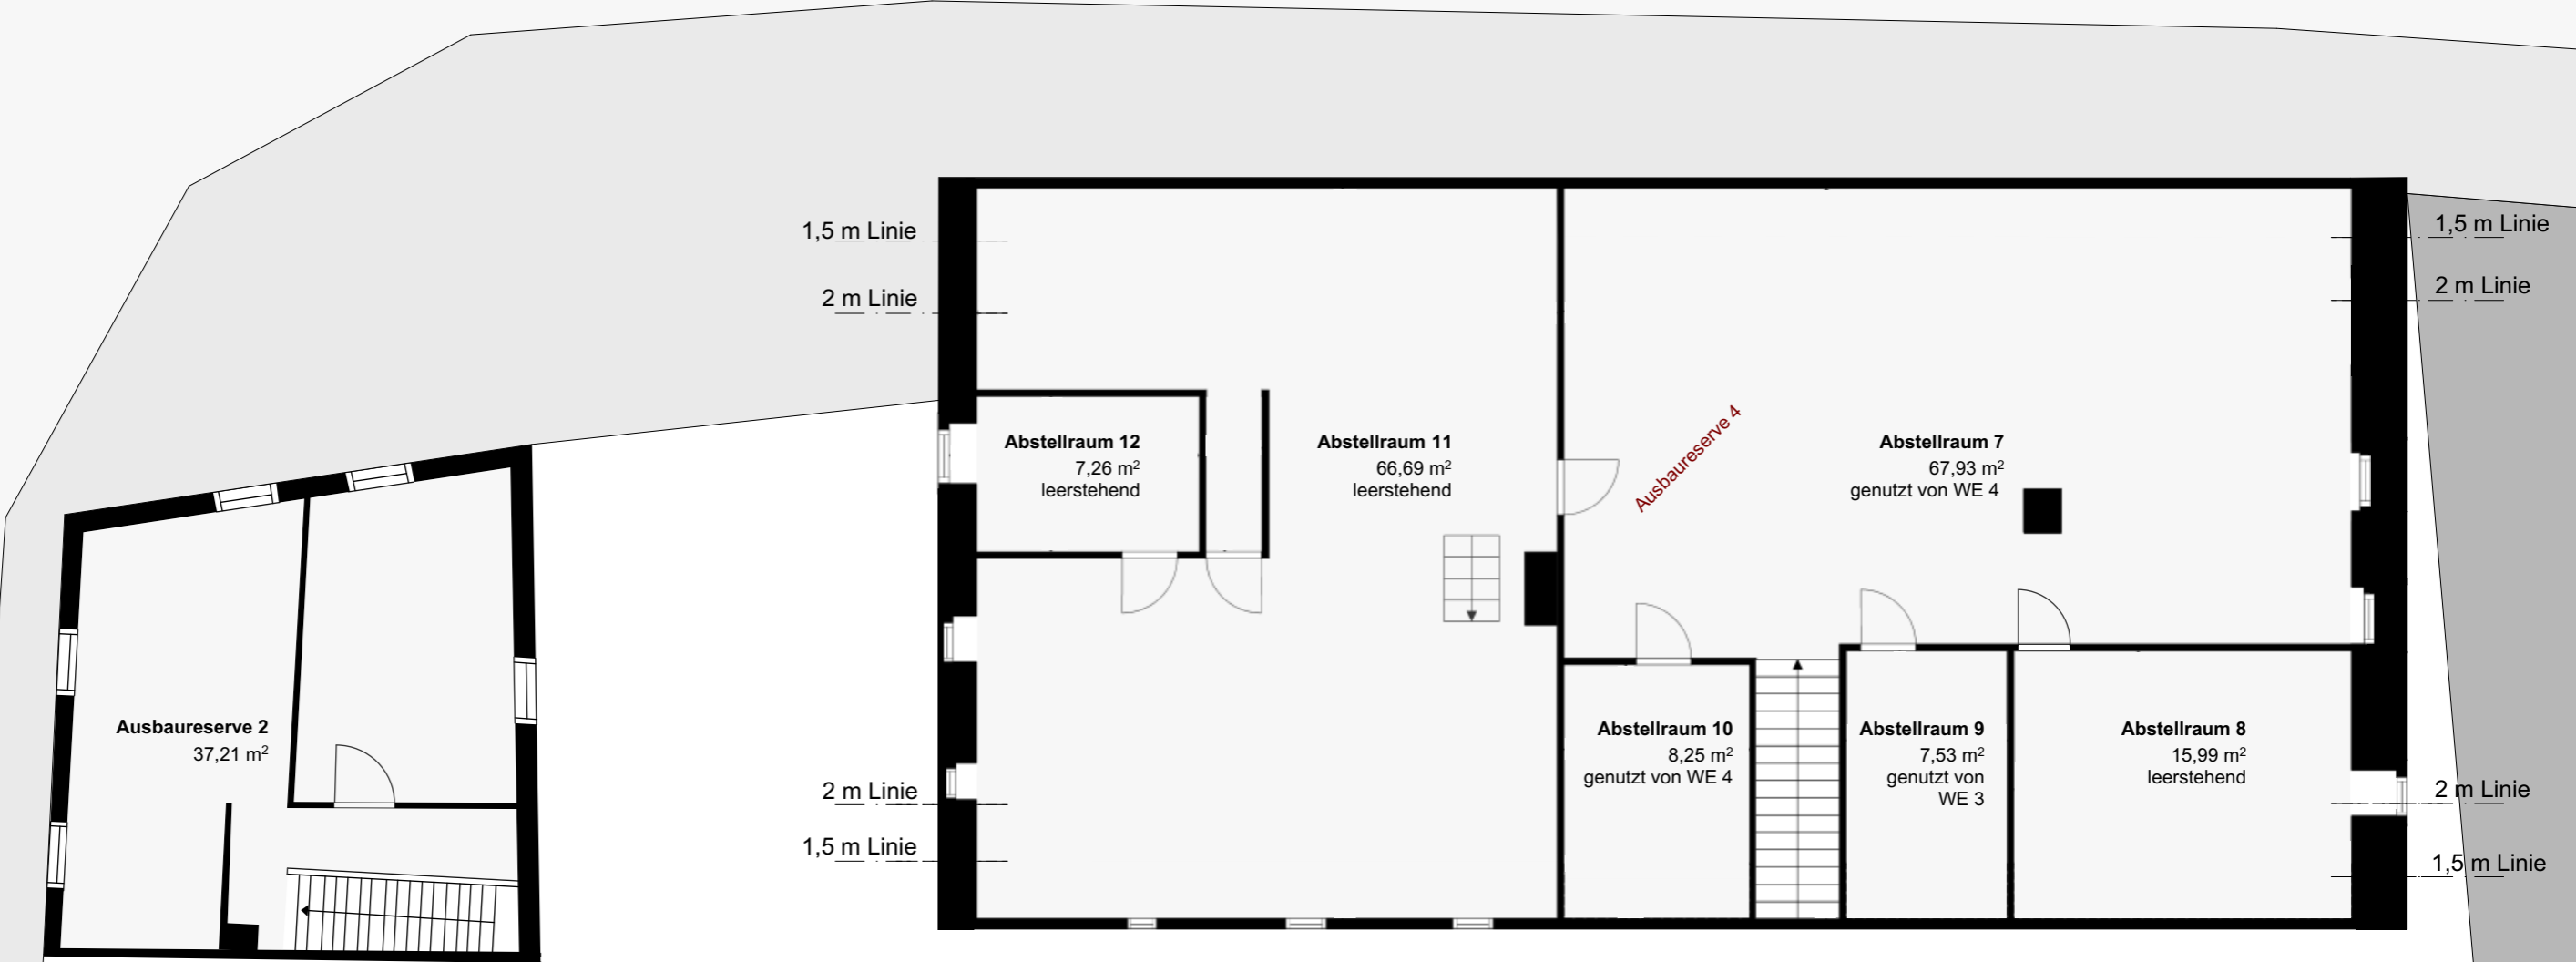 1,5 m Linie
2 m Linie
1,5 m Linie
2 m Linie
Abstellraum 12
7,26 m²
leerstehend
Abstellraum 11
66,69 m²
leerstehend
Ausbaureserve 4
Abstellraum 7
67,93 m²
genutzt von WE 4
Ausbaureserve 2
37,21 m²
Abstellraum 10
8,25 m²
genutzt von WE 4
Abstellraum 9
7,53 m²
genutzt von
WE 3
Abstellraum 8
15,99 m²
leerstehend
2 m Linie
1,5 m Linie
2 m Linie
1,5 m Linie